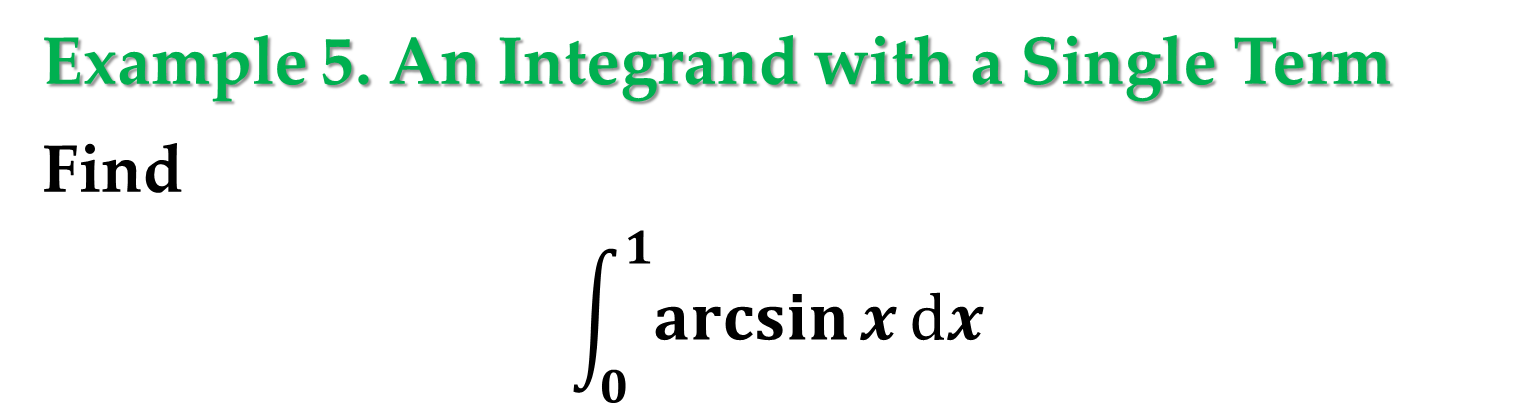 Example 5. An Integrand with a Single Term
Find
∫₀¹ arcsin x dx